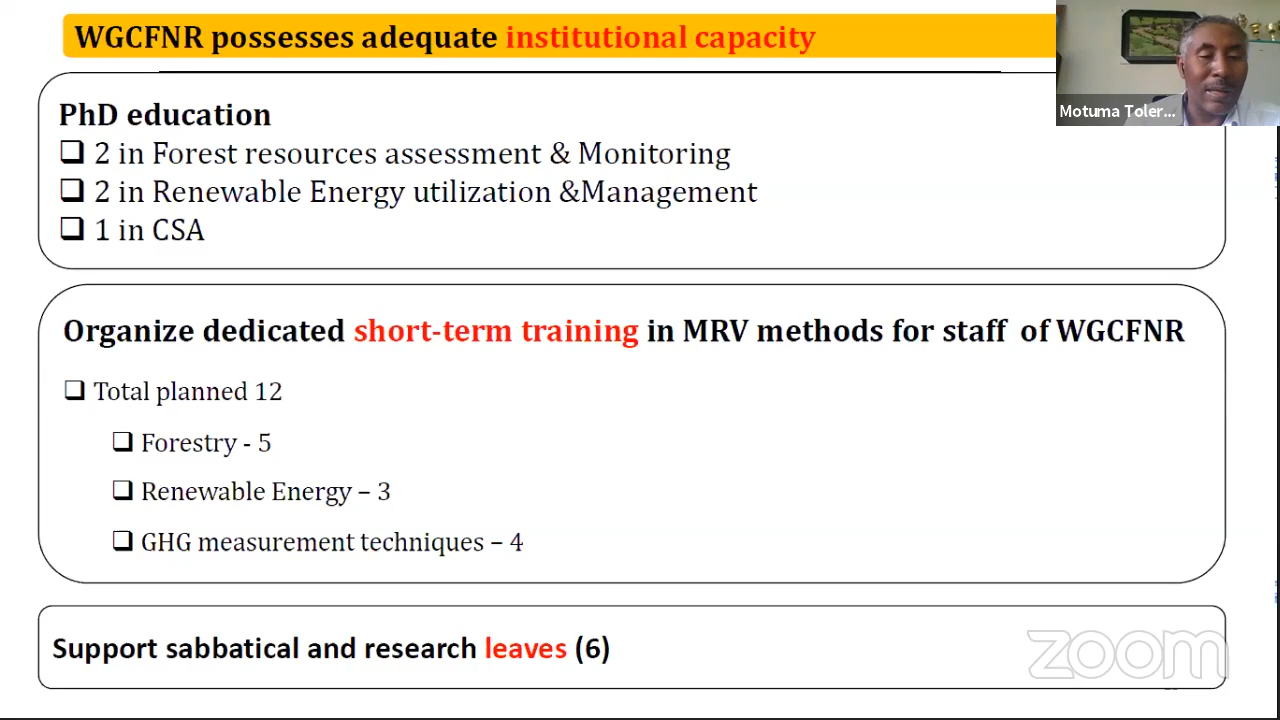 WGCFNR possesses adequate institutional capacity
Motuma Toler...
PhD education
❑ 2 in Forest resources assessment & Monitoring
❑ 2 in Renewable Energy utilization &Management
❑ 1 in CSA
Organize dedicated short-term training in MRV methods for staff of WGCFNR
❑ Total planned 12
❑ Forestry - 5
❑ Renewable Energy – 3
❑ GHG measurement techniques – 4
Support sabbatical and research leaves (6)
zoom